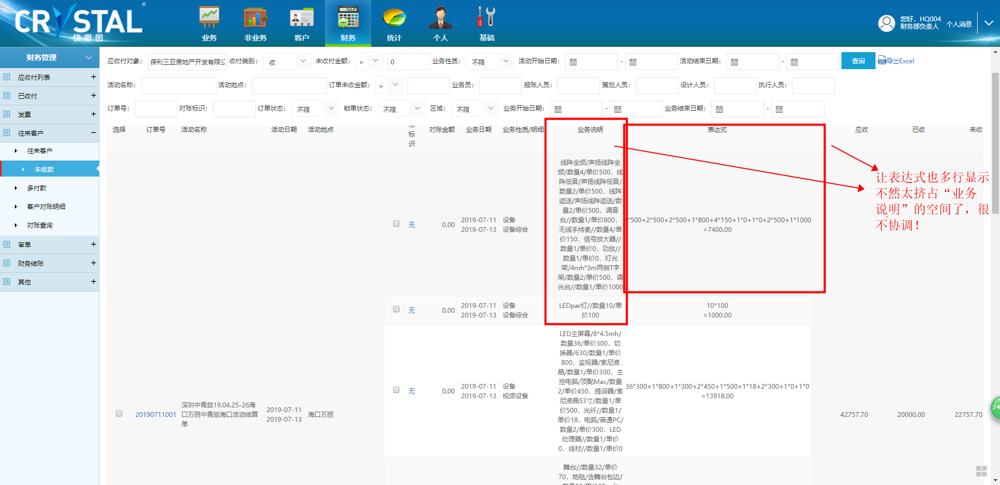 CRYSTAL®
快思图
业务
非业务
客户
财务
统计
个人
基础
您好，HQ004
财务部负责人
个人消息
财务管理
应收付列表 +
已收付 +
发票 +
往来客户 −
往来客户
未收款
多付款
客户对账明细
对账查询
审单 +
财务结账 +
其他 +
应收付对象： 保利三亚房地产开发有限公 收付类别： 收 未收付金额： > 0 业务性质： 不限 活动开始日期： - 活动结束日期： - 查询 导出Excel
活动名称： 活动地点： 订单未收金额： > 业务员： 报账人员： 策划人员： 设计人员： 执行人员：
订单号： 对账标识： 订单状态： 不限 锁单状态： 不限 区域： 不限 业务开始日期： - 业务结束日期： -
选择 订单号 活动名称 活动日期 活动地点 账标识 对账金额 业务日期 业务性质/明细 业务说明 表达式 应收 已收 未收
20190711001
深圳中青旅19.04.25-26海
口万丽中青旅海口活动结算
单
2019-07-11
2019-07-13
海口万丽
无
0.00
2019-07-11
2019-07-13
设备
设备综合
线阵全频/声扬线阵全
频/数量4/单价500，线
阵低音/声扬线阵低音/
数量2/单价500，线阵
返送/声扬线阵返送/数
量2/单价500，调音
台//数量1/单价800，
无线手持麦//数量4/单
价150，信号放大器//
数量1/单价0，功放//
数量1/单价0，灯光
架/4mh*3m两侧T字
架/数量2/单价500，调
光台//数量1/单价1000
4*500+2*500+2*500+1*800+4*150+1*0+1*0+2*500+1*1000
=7400.00
无
0.00
2019-07-11
2019-07-13
设备
设备综合
LEDpar灯//数量10/单
价100
10*100
=1000.00
无
0.00
2019-07-11
2019-07-13
设备
视频设备
LED主屏幕/8*4.5mh/
数量36/单价300，切
换器/630/数量1/单价
800，监视器/索尼液
晶/数量1/单价300，主
控电脑/顶配Mac/数量
2/单价450，提词器/索
尼液晶53寸/数量1/单
价500，光纤//数量1/
单价18，电脑/普通PC/
数量2/单价300，LED
处理器//数量1/单价
0，线材//数量1/单价0
36*300+1*800+1*300+2*450+1*500+1*18+2*300+1*0+1*0
=13918.00
舞台//数量32/单价
70，地毯/含舞台包边/
42757.70
20000.00
22757.70
让表达式也多行显示
不然太挤占“业务
说明”的空间了，很
不协调！
24